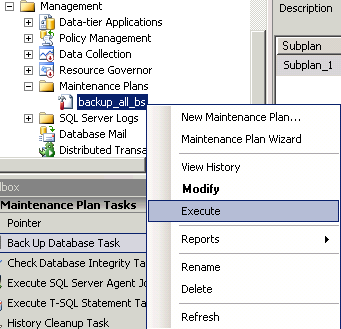 Management
Data-tier Applications
Policy Management
Data Collection
Resource Governor
Maintenance Plans
backup_all_bs
SQL Server Logs
Database Mail
Distributed Transa
Description
Subplan
Subplan_1
New Maintenance Plan...
Maintenance Plan Wizard
View History
Modify
Execute
Reports
Rename
Delete
Refresh
lbox
Maintenance Plan Tasks
Pointer
Back Up Database Task
Check Database Integrity Ta
Execute SQL Server Agent Jo
Execute T-SQL Statement Ta
History Cleanup Task